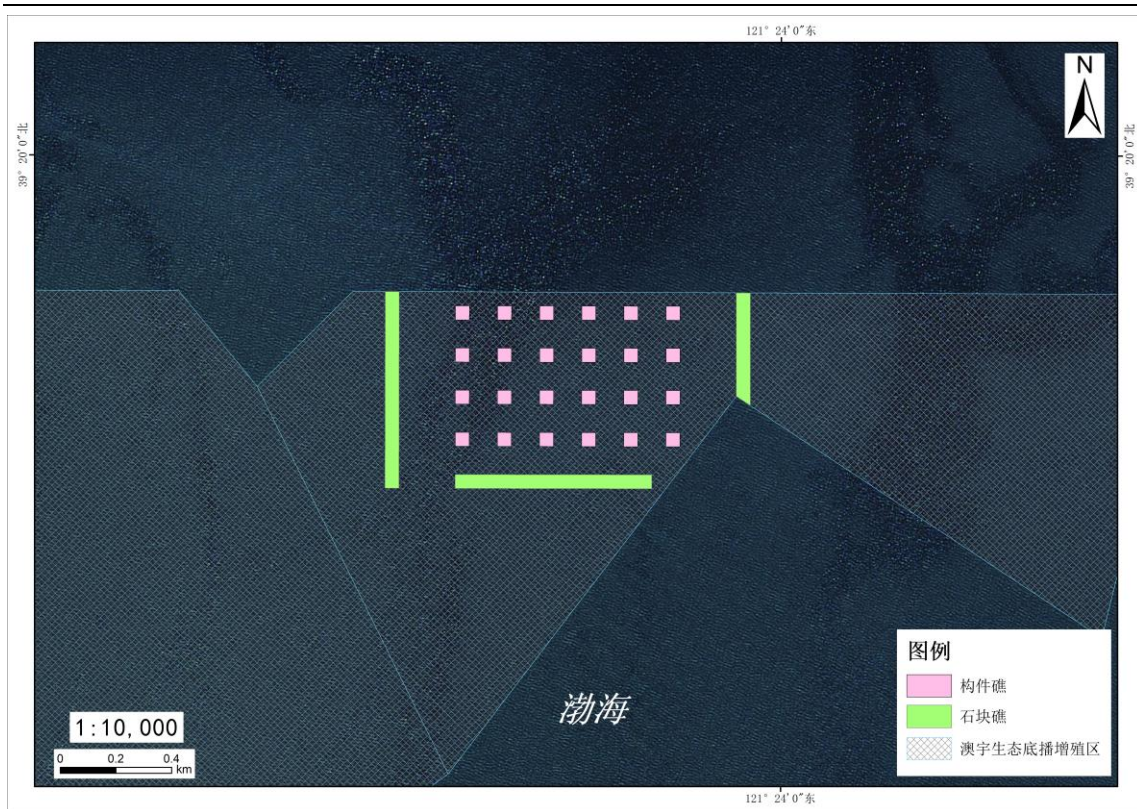 121° 24'0"东
N
39° 20'0"北
39° 20'0"北
图例
构件礁
石块礁
澳宇生态底播增殖区
渤海
1:10,000
0 0.2 0.4
km
121° 24'0"东